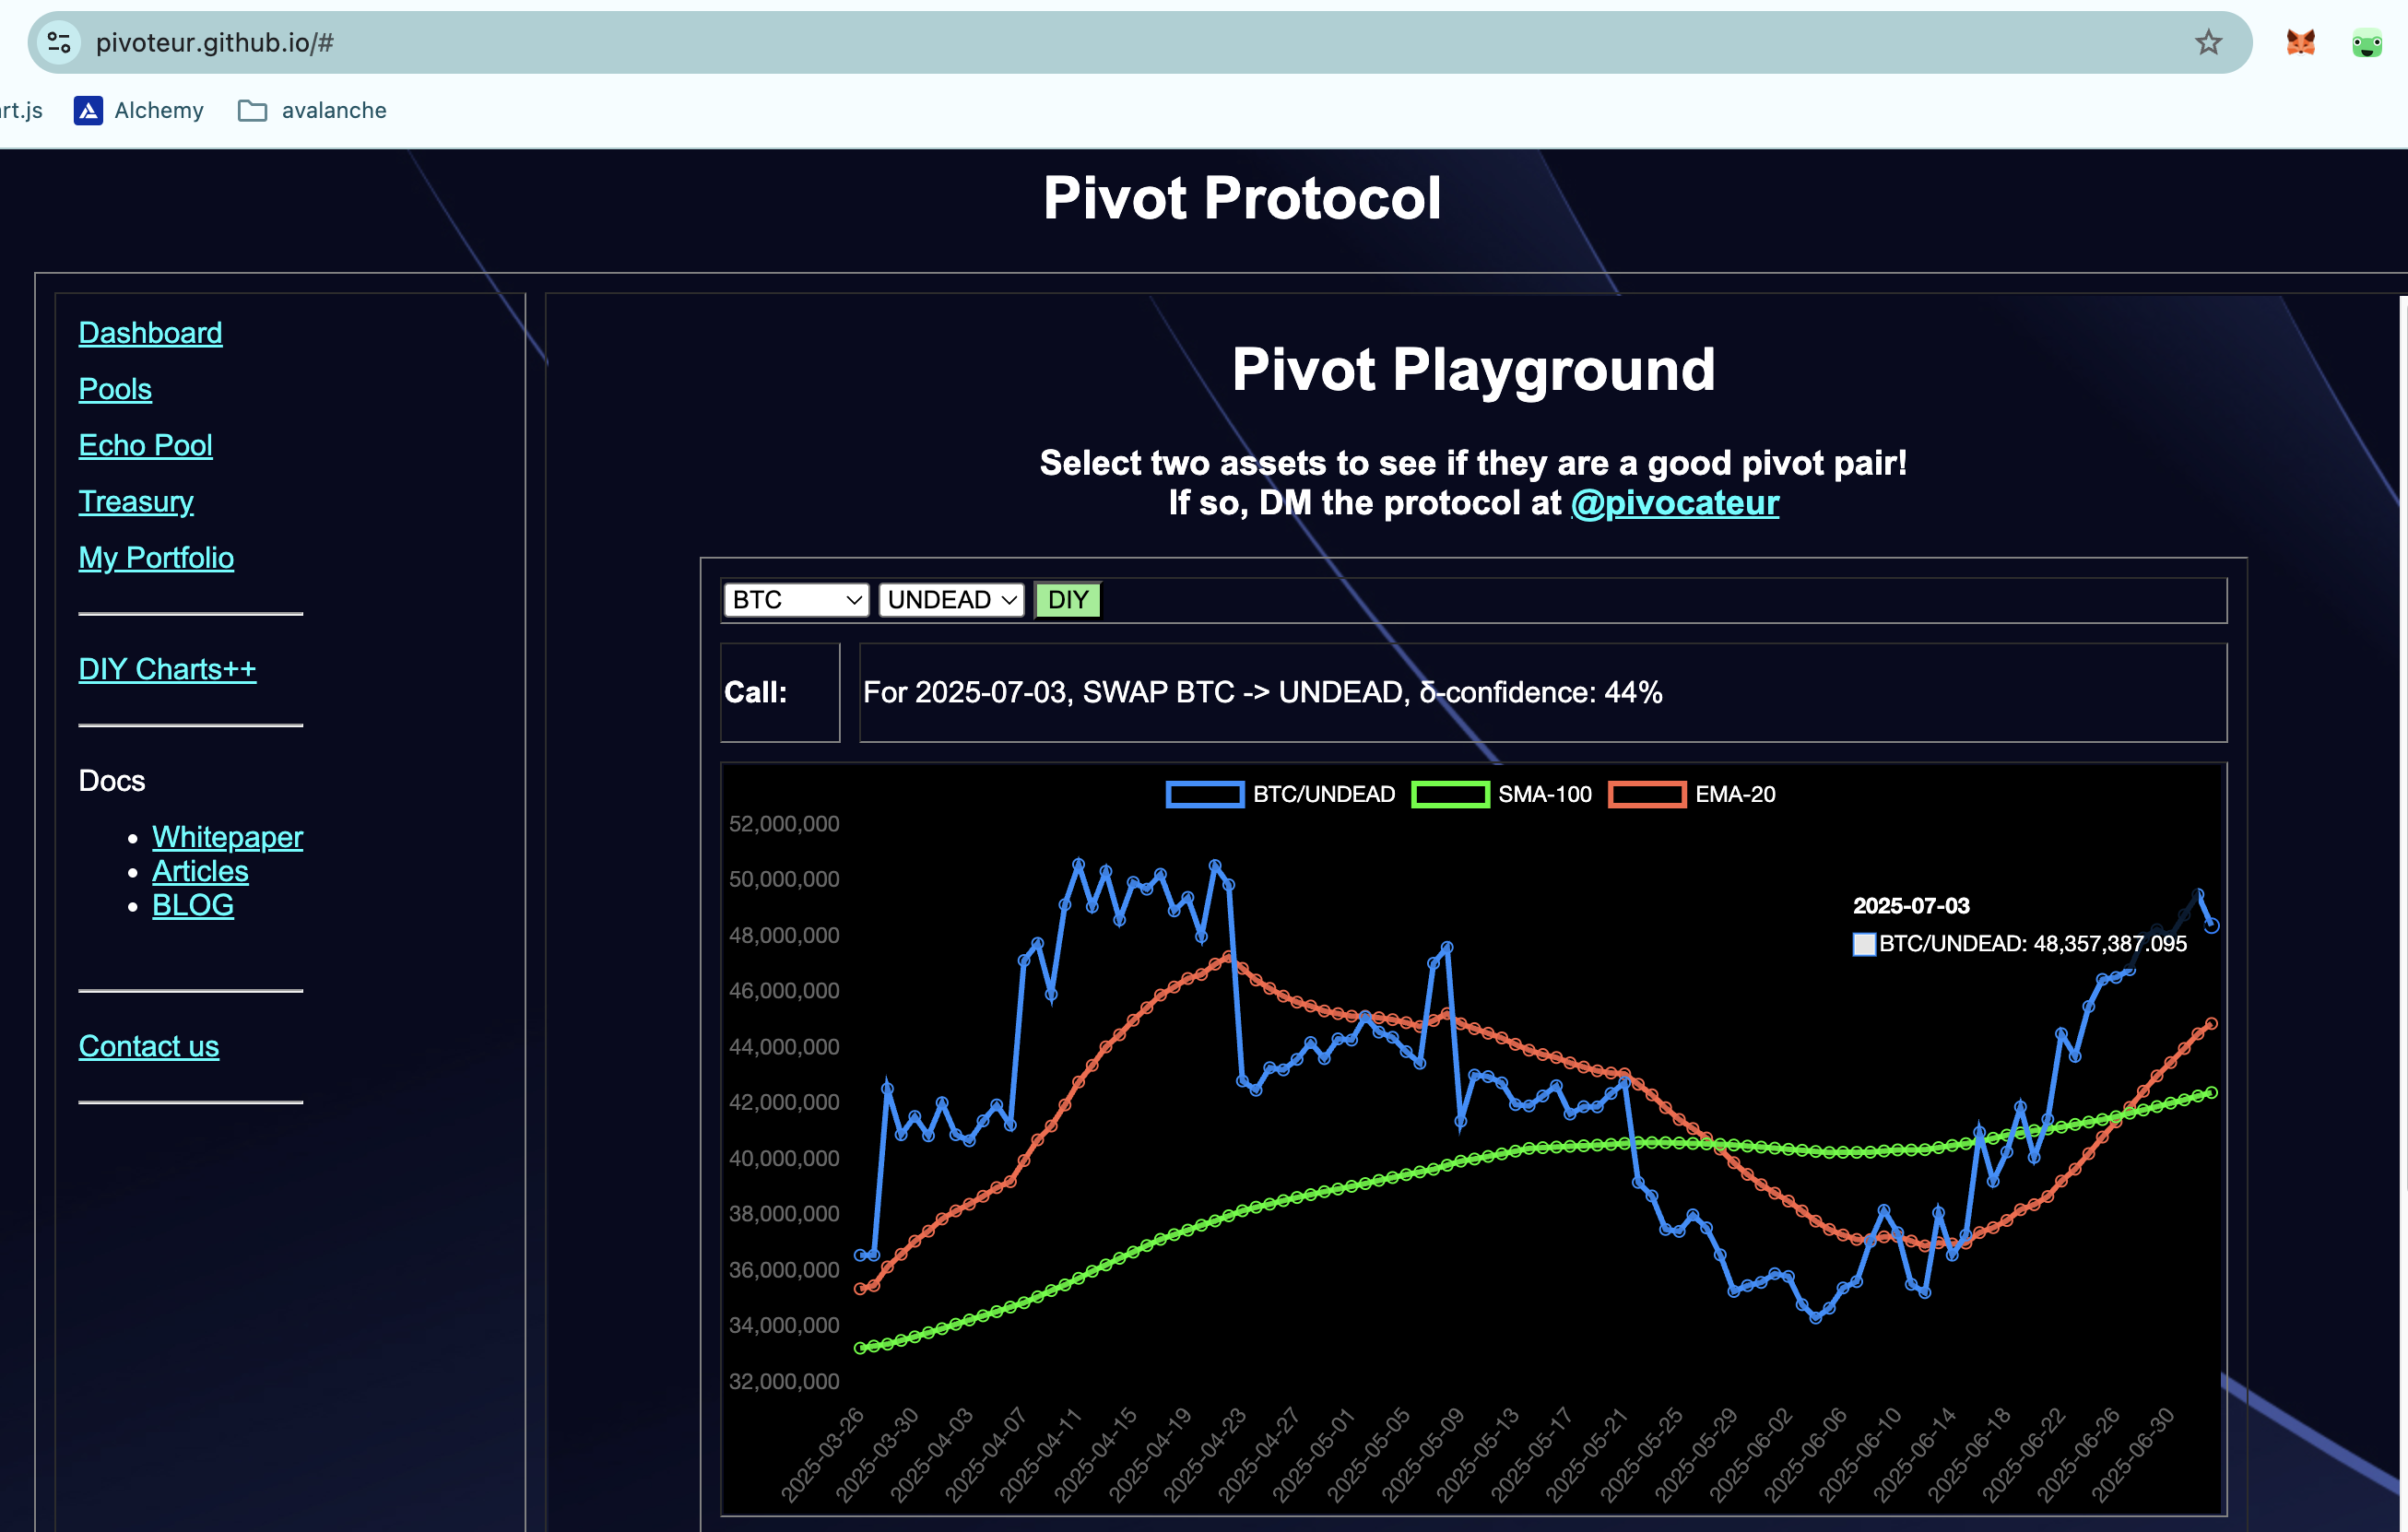 pivoteur.github.io/#
rt.js
Alchemy
avalanche
Pivot Protocol
Dashboard
Pools
Echo Pool
Treasury
My Portfolio
DIY Charts++
Docs
Whitepaper
Articles
BLOG
Contact us
Pivot Playground
Select two assets to see if they are a good pivot pair!
If so, DM the protocol at @pivocateur
BTC UNDEAD DIY
Call: For 2025-07-03, SWAP BTC -> UNDEAD, δ-confidence: 44%
BTC/UNDEAD SMA-100 EMA-20
52,000,000
50,000,000
48,000,000
46,000,000
44,000,000
42,000,000
40,000,000
38,000,000
36,000,000
34,000,000
32,000,000
2025-07-03
BTC/UNDEAD: 48,357,387.095
2025-03-26
2025-03-30
2025-04-03
2025-04-07
2025-04-11
2025-04-15
2025-04-19
2025-04-23
2025-04-27
2025-05-01
2025-05-05
2025-05-09
2025-05-13
2025-05-17
2025-05-21
2025-05-25
2025-05-29
2025-06-02
2025-06-06
2025-06-10
2025-06-14
2025-06-18
2025-06-22
2025-06-26
2025-06-30